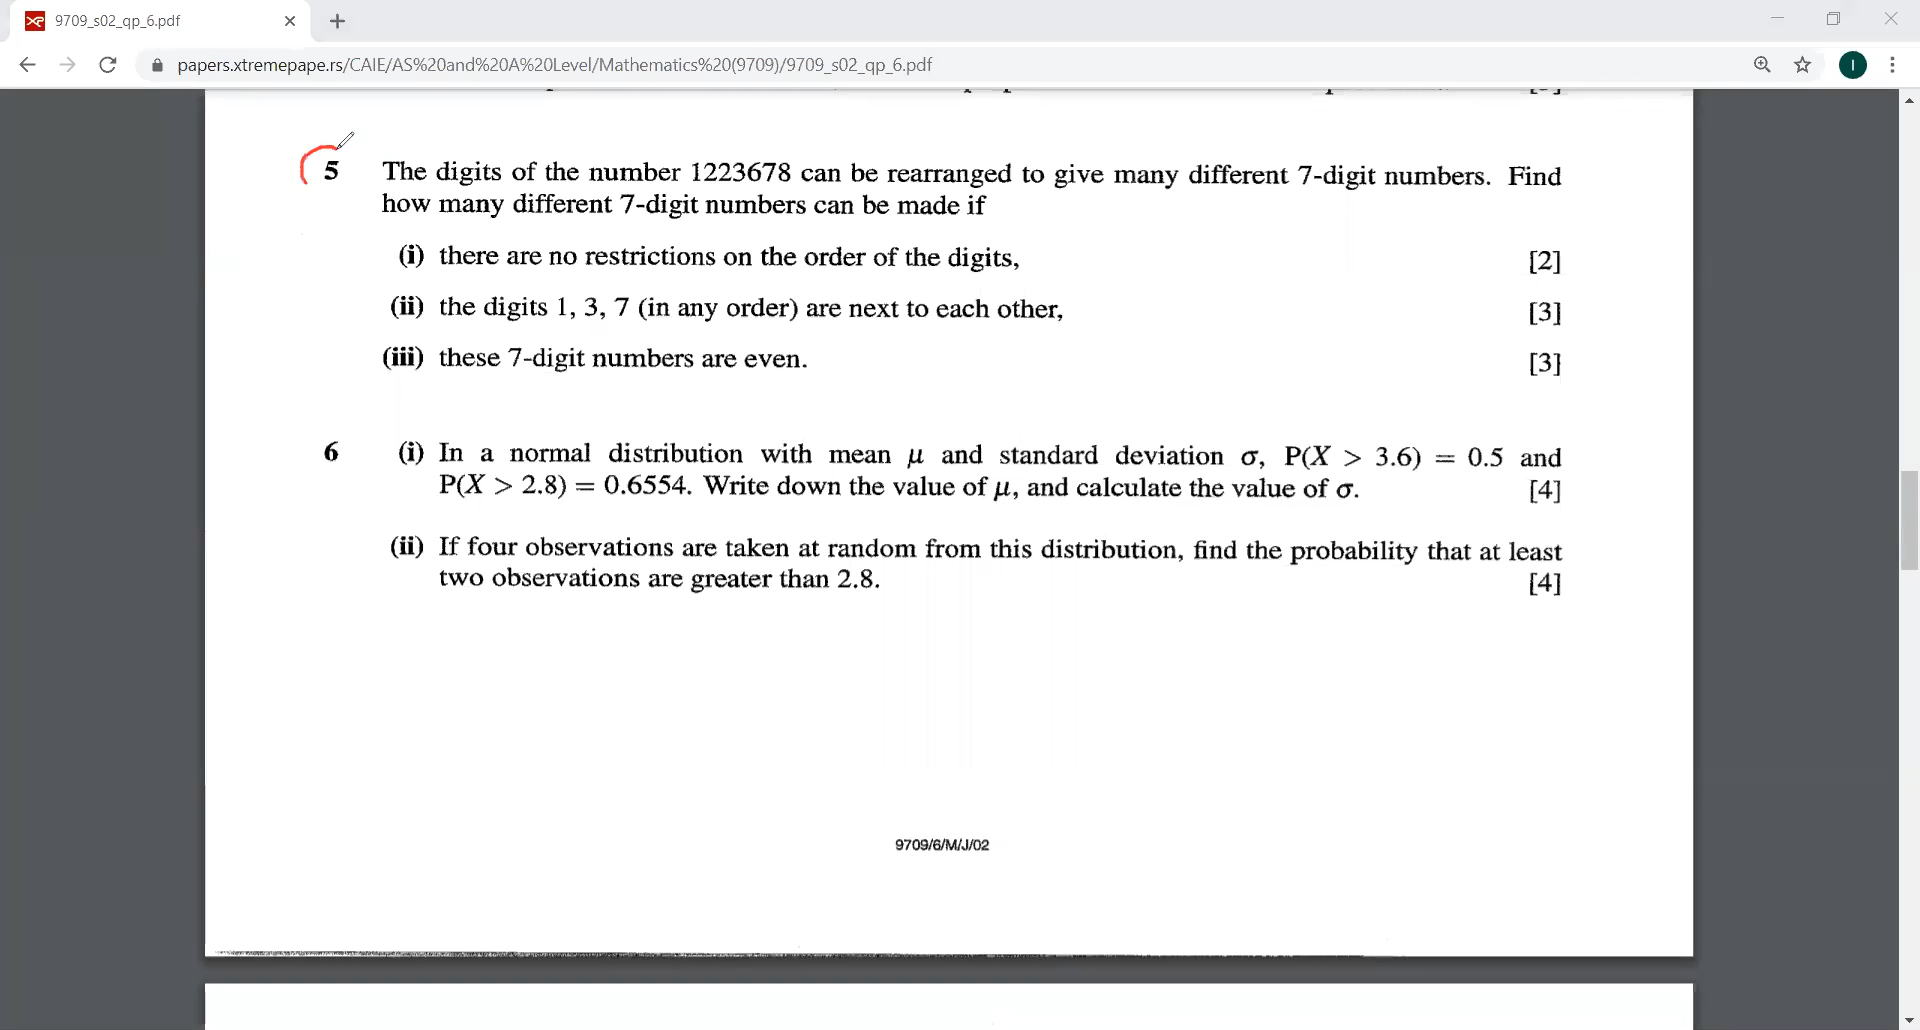 9709_s02_qp_6.pdf
papers.xtremepape.rs/CAIE/AS%20and%20A%20Level/Mathematics%20(9709)/9709_s02_qp_6.pdf
I
5 The digits of the number 1223678 can be rearranged to give many different 7-digit numbers. Find
how many different 7-digit numbers can be made if
(i) there are no restrictions on the order of the digits, [2]
(ii) the digits 1, 3, 7 (in any order) are next to each other, [3]
(iii) these 7-digit numbers are even. [3]
6 (i) In a normal distribution with mean μ and standard deviation σ, P(X > 3.6) = 0.5 and
P(X > 2.8) = 0.6554. Write down the value of μ, and calculate the value of σ. [4]
(ii) If four observations are taken at random from this distribution, find the probability that at least
two observations are greater than 2.8. [4]
9709/6/M/J/02